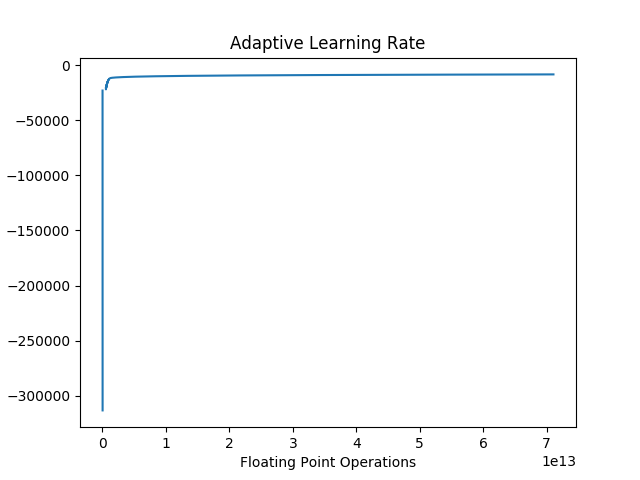 Adaptive Learning Rate
0
−50000
−100000
−150000
−200000
−250000
−300000
0 1 2 3 4 5 6 7
1e13
Floating Point Operations